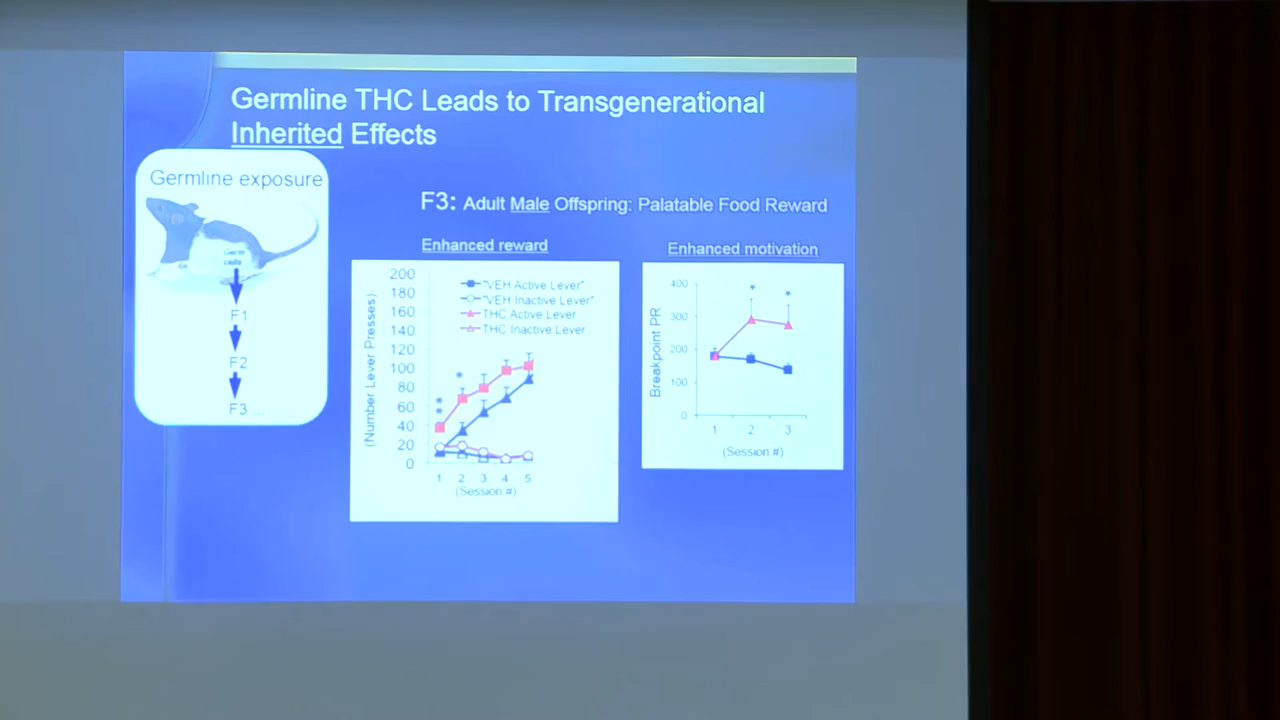 Germline THC Leads to Transgenerational
Inherited Effects
Germline exposure
Germ
cells
F1
F2
F3 ...
F3: Adult Male Offspring: Palatable Food Reward
Enhanced reward
(Number Lever Presses)
200
180
160
140
120
100
80
60
40
20
0
"VEH Active Lever"
"VEH Inactive Lever"
THC Active Lever
THC Inactive Lever
*
*
*
1 2 3 4 5
(Session #)
Enhanced motivation
Breakpoint PR
400
300
200
100
0
* *
1 2 3
(Session #)